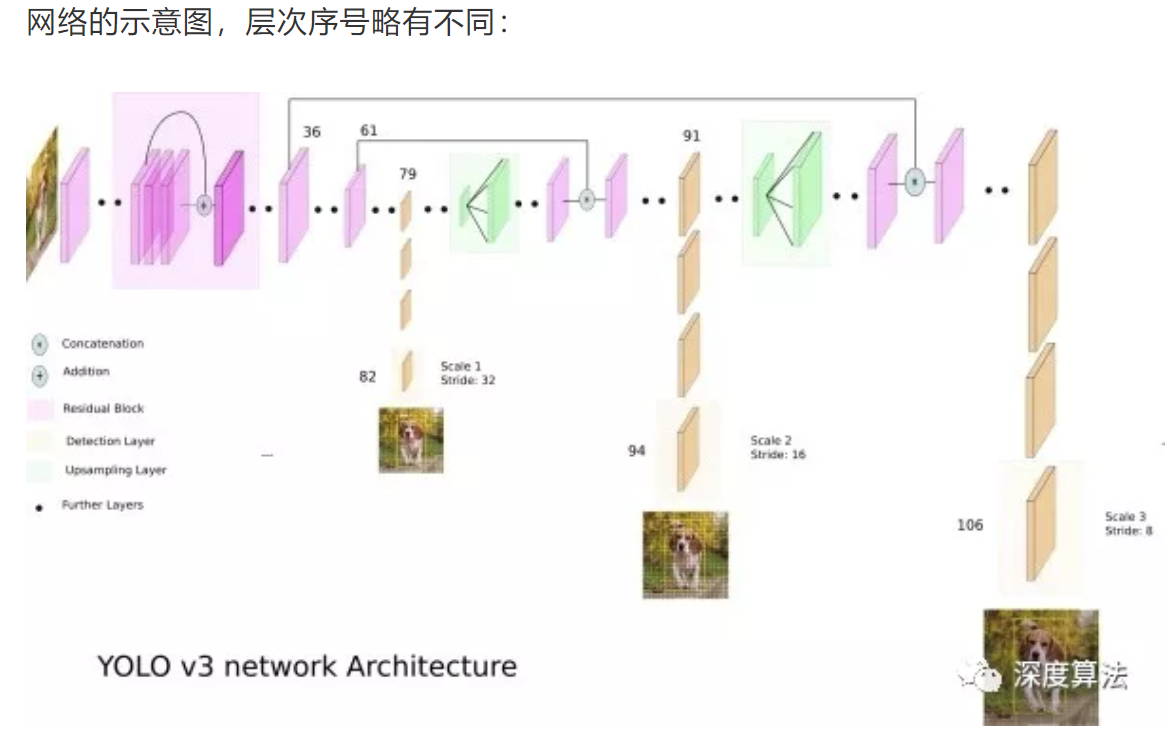 网络的示意图，层次序号略有不同：
36
61
79
91
Concatenation
Addition
Residual Block
Detection Layer
Upsampling Layer
Further Layers
82
Scale 1
Stride: 32
94
Scale 2
Stride: 16
106
Scale 3
Stride: 8
YOLO v3 network Architecture
深度算法